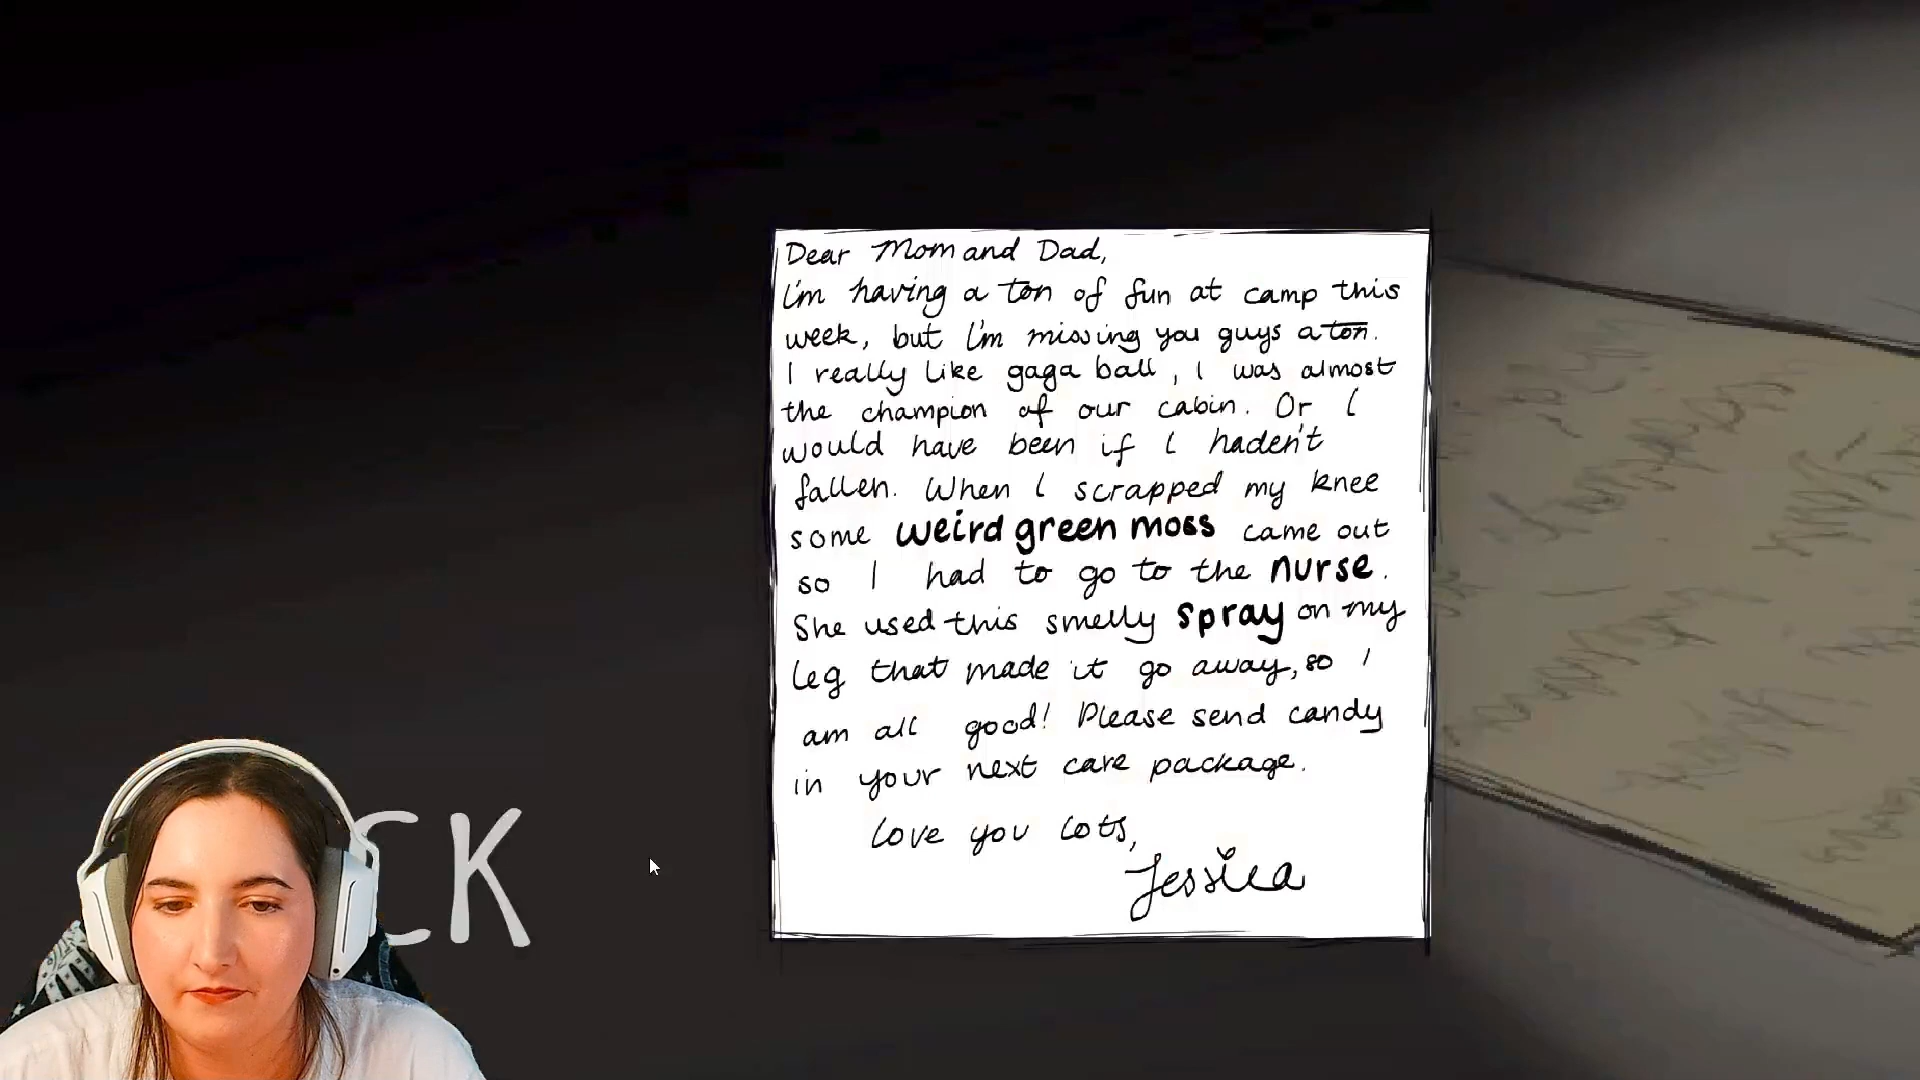 Dear Mom and Dad,
I'm having a ton of fun at camp this
week, but I'm missing you guys a ton.
I really like gaga ball, I was almost
the champion of our cabin. Or I
would have been if I haden't
fallen. When I scrapped my knee
some weird green moss came out
so I had to go to the nurse.
She used this smelly spray on my
leg that made it go away, so I
am all good! Please send candy
in your next care package.
Love you lots,
Jessica
CK